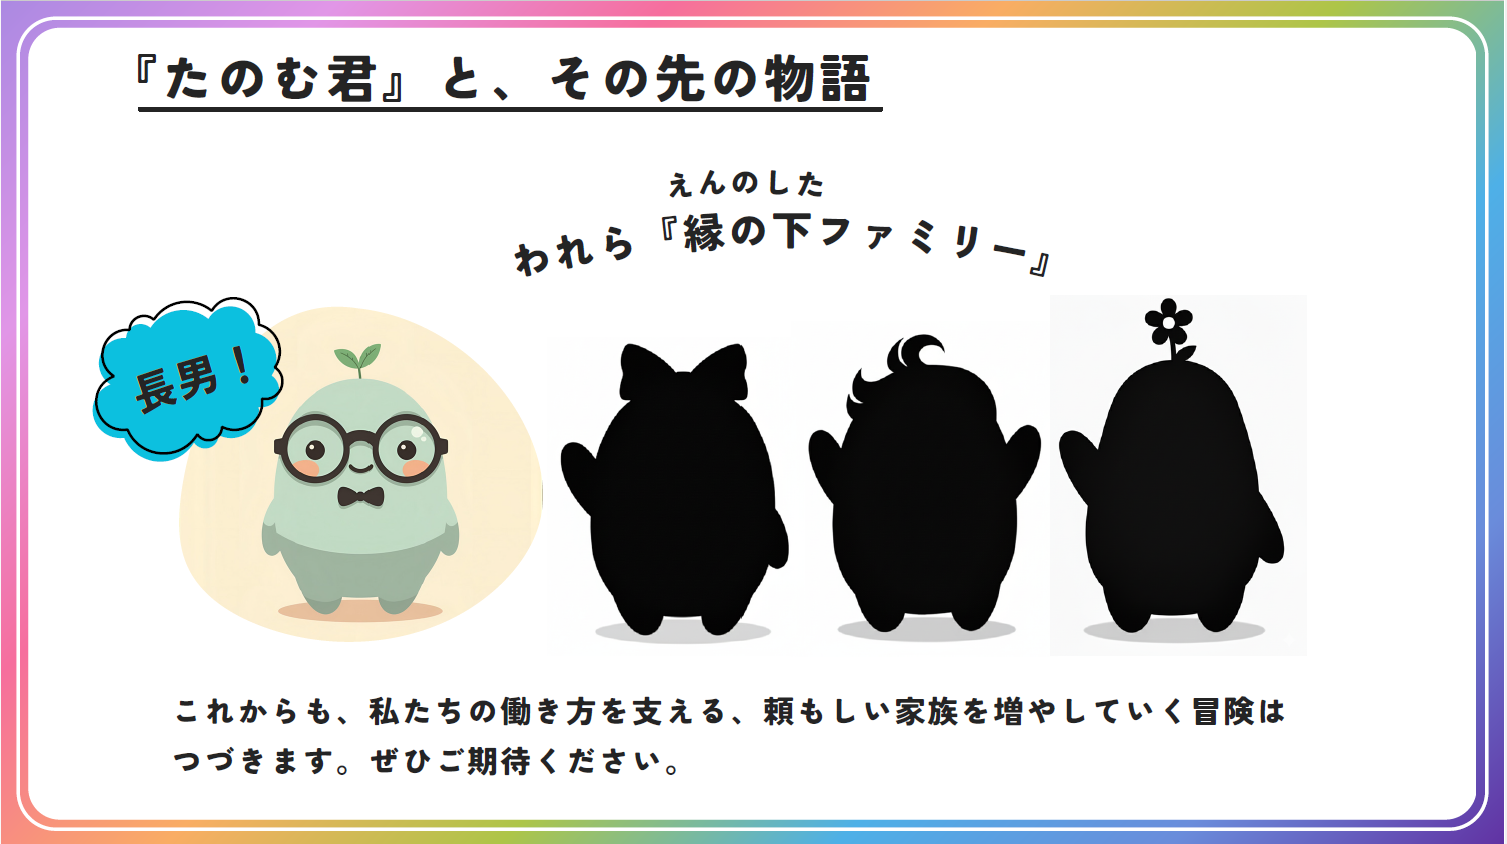 『たのむ君』と、その先の物語
えんのした
われら『縁の下ファミリー』
長男！
これからも、私たちの働き方を支える、頼もしい家族を増やしていく冒険は
つづきます。ぜひご期待ください。